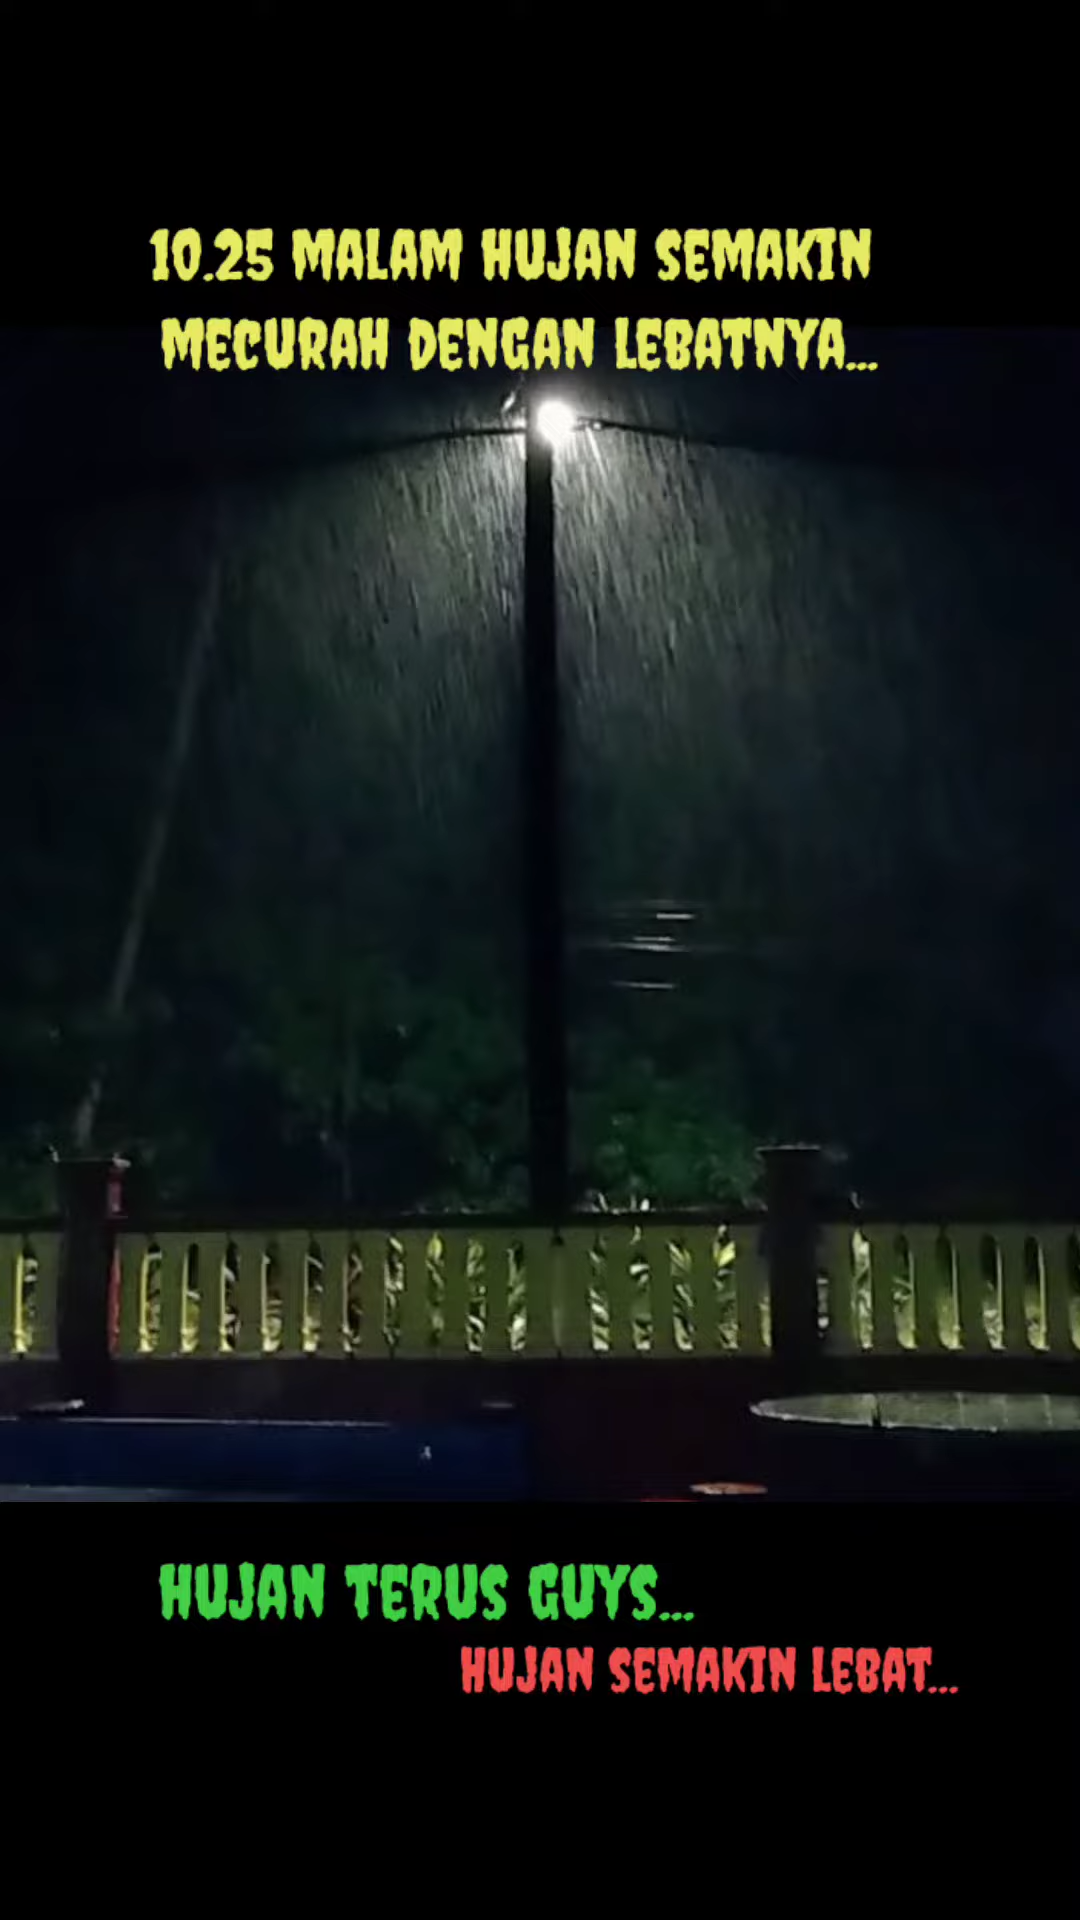 10.25 MALAM HUJAN SEMAKIN
MECURAH DENGAN LEBATNYA...
HUJAN TERUS GUYS...
HUJAN SEMAKIN LEBAT...